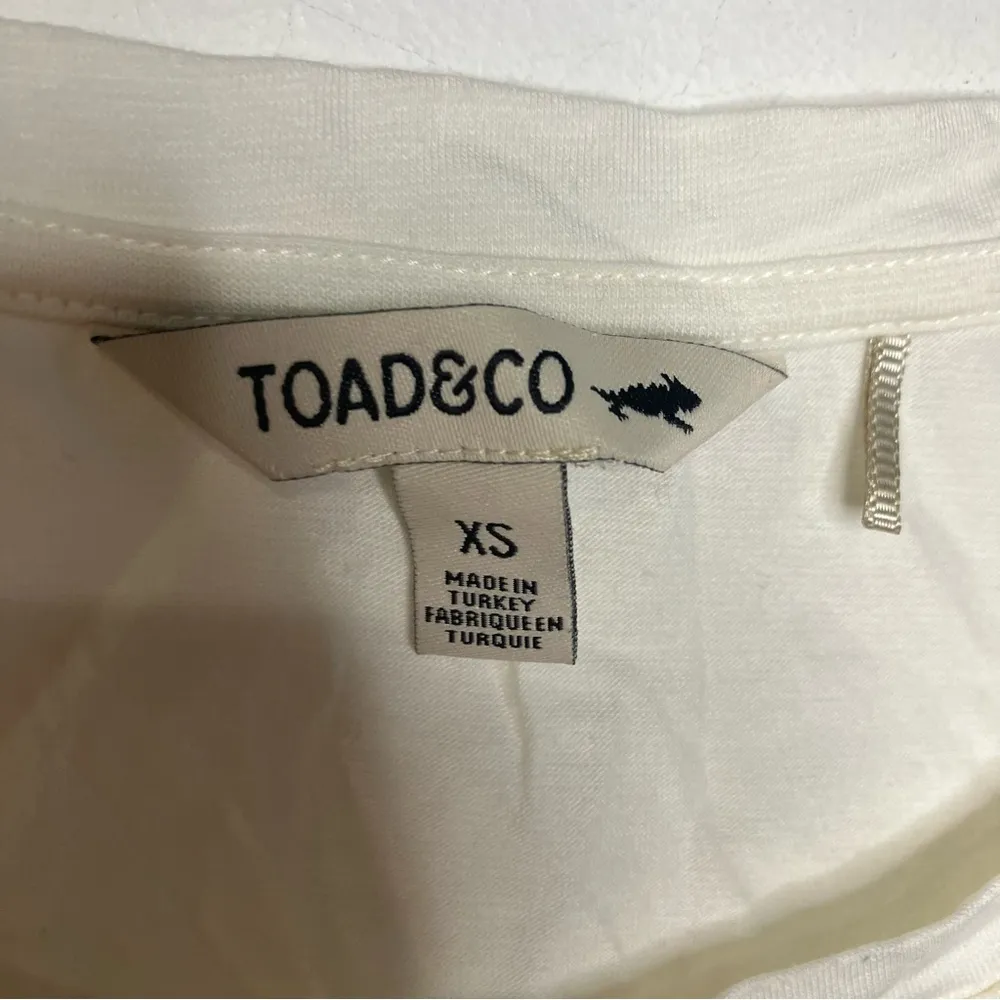 TOAD&CO
XS
MADE IN
TURKEY
FABRIQUE EN
TURQUIE